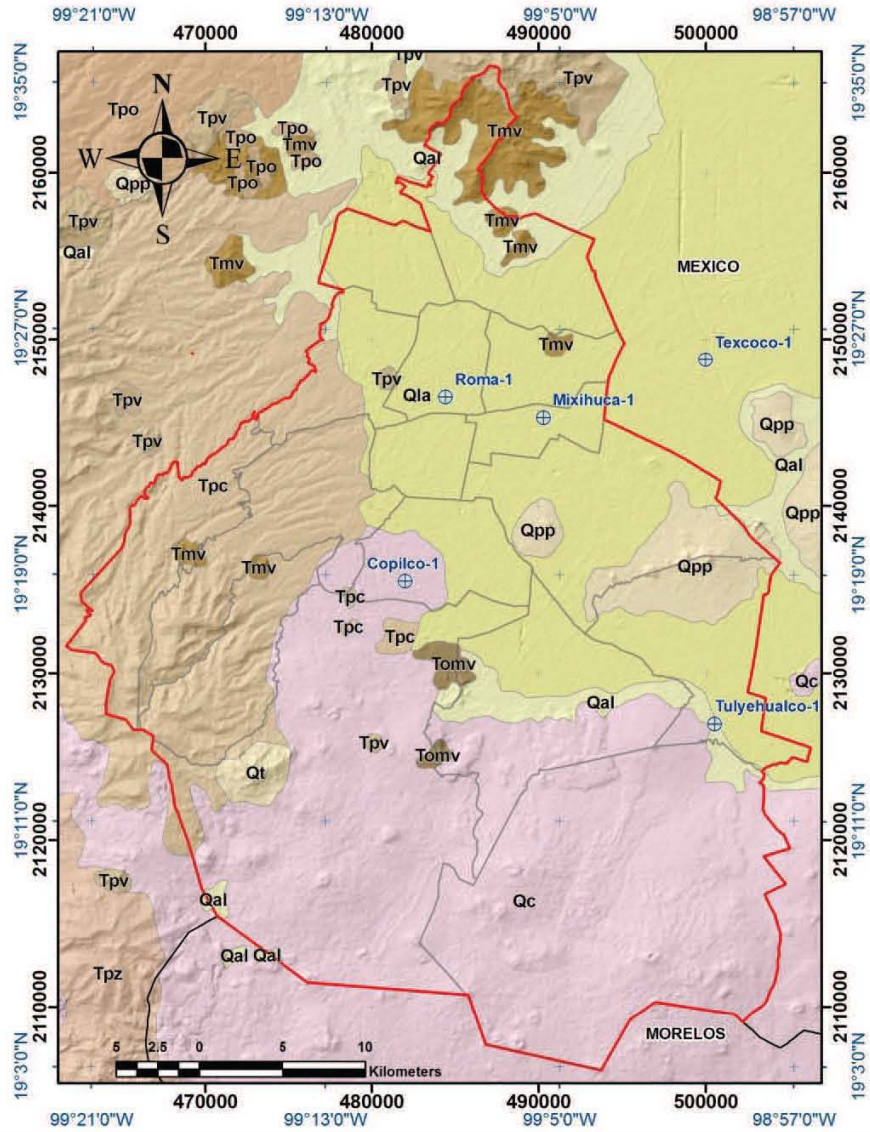 99°21'0"W 99°13'0"W 99°5'0"W 98°57'0"W
470000 480000 490000 500000
19°35'0"N
19°35'0"N
N
W E
S
Tpv
Tpv
Tpv
Tpo
Tpv
Tpo
Tpo
Tmv
Tpo
Tpo
Tpo
Tmv
Qal
Qpp
2160000
2160000
Tpv
Qal
Tmv
Tmv
Tmv
MEXICO
19°27'0"N
19°27'0"N
2150000
2150000
Tmv
Texcoco-1
Tpv
Qla
Roma-1
Mixihuca-1
Tpv
Tpv
Qpp
Qal
Tpc
2140000
2140000
Qpp
Qpp
Qpp
Tmv
Tmv
Copilco-1
19°19'0"N
19°19'0"N
Tpc
Tpc
Tpc
Tomv
2130000
2130000
Qc
Qal
Tulyehualco-1
Tpv
Tomv
Qt
19°11'0"N
19°11'0"N
2120000
2120000
Tpv
Qal
Qc
Qal Qal
Tpz
2110000
2110000
MORELOS
5 2.5 0 5 10
Kilometers
19°3'0"N
19°3'0"N
470000 480000 490000 500000
99°21'0"W 99°13'0"W 99°5'0"W 98°57'0"W